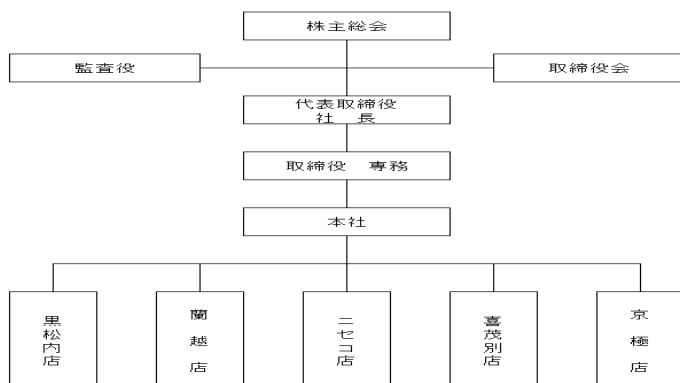 株主総会
監査役
取締役会
代表取締役
社　長
取締役　専務
本社
黒松内店
蘭越店
ニセコ店
喜茂別店
京極店